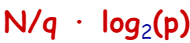 N/q · log₂(p)